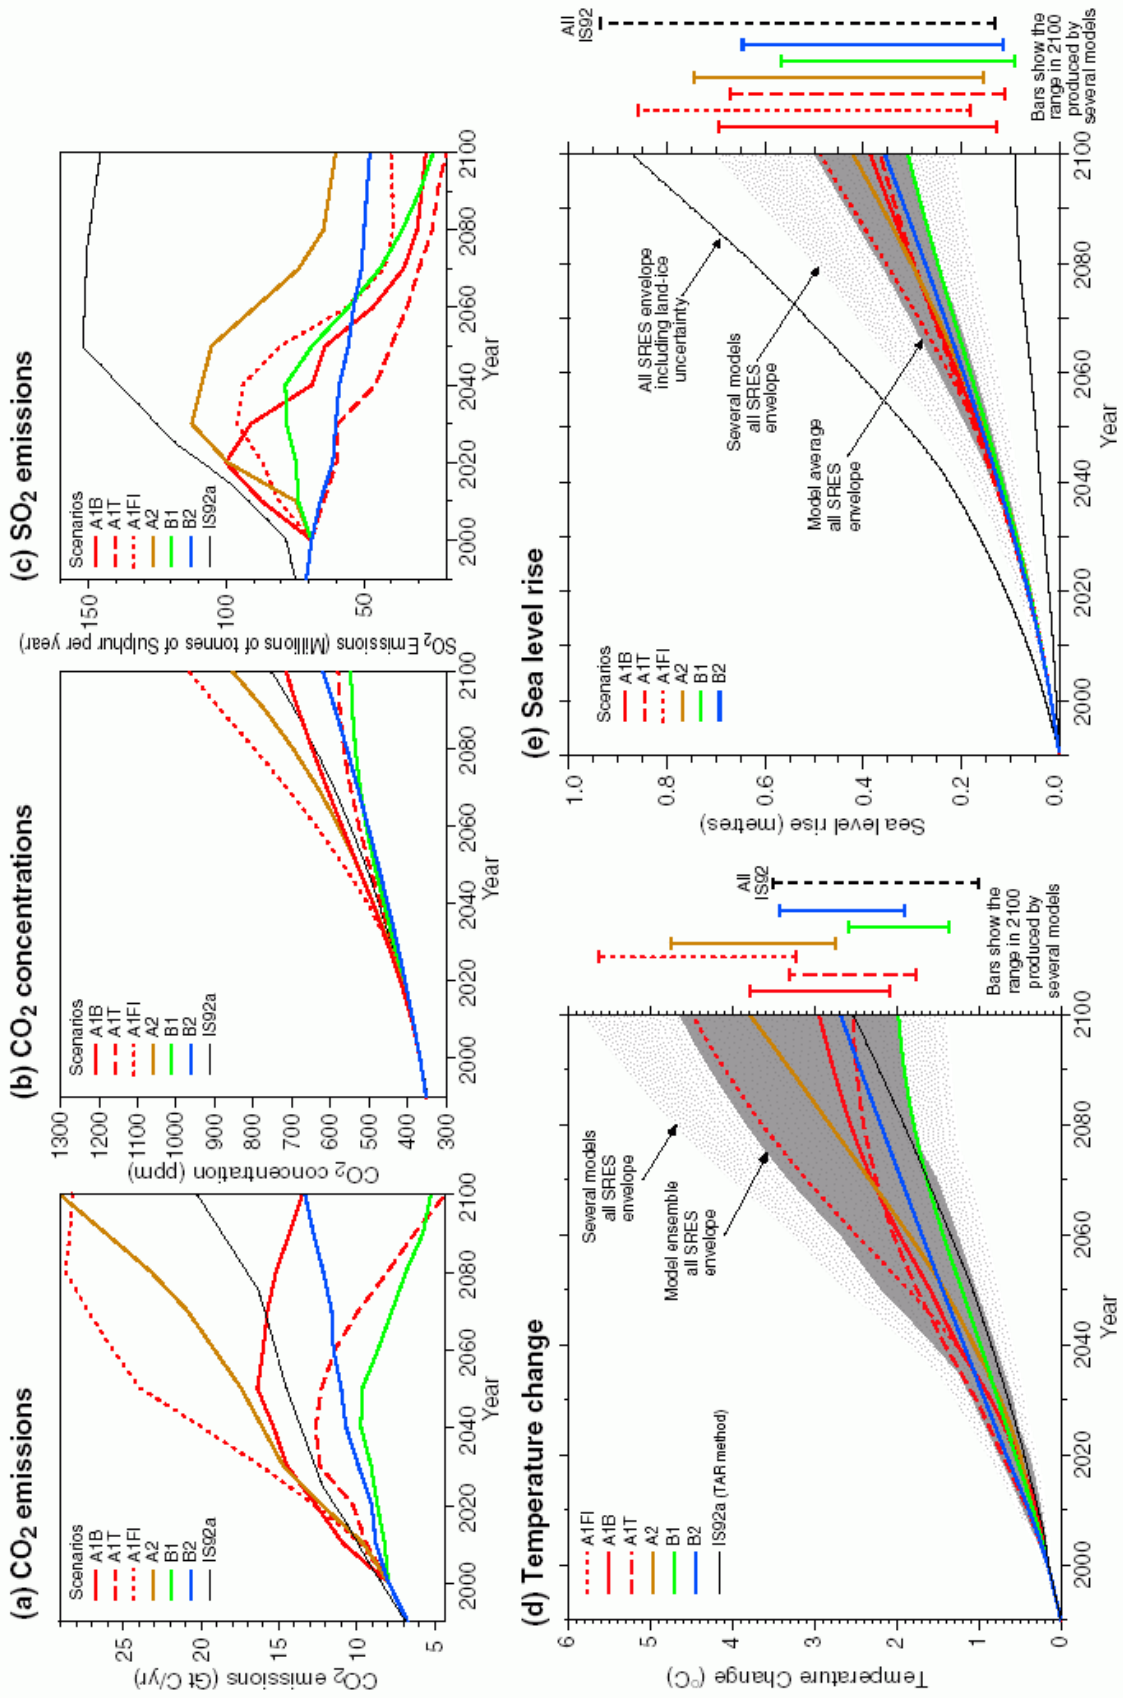 (a) CO2 emissions
CO2 emissions (Gt C/yr)
25
20
15
10
5
Scenarios
A1B
A1T
A1FI
A2
B1
B2
IS92a
2000
2020
2040
2060
2080
2100
Year
(b) CO2 concentrations
CO2 concentration (ppm)
1300
1200
1100
1000
900
800
700
600
500
400
300
Scenarios
A1B
A1T
A1FI
A2
B1
B2
IS92a
2000
2020
2040
2060
2080
2100
Year
(c) SO2 emissions
SO2 Emissions (Millions of tonnes of Sulphur per year)
150
100
50
Scenarios
A1B
A1T
A1FI
A2
B1
B2
IS92a
2000
2020
2040
2060
2080
2100
Year
(d) Temperature change
Temperature Change (°C)
6
5
4
3
2
1
0
A1FI
A1B
A1T
A2
B1
B2
IS92a (TAR method)
Several models
all SRES
envelope
Model ensemble
all SRES
envelope
2000
2020
2040
2060
2080
2100
Year
All
IS92
Bars show the
range in 2100
produced by
several models
(e) Sea level rise
Sea level rise (metres)
1.0
0.8
0.6
0.4
0.2
0.0
Scenarios
A1B
A1T
A1FI
A2
B1
B2
All SRES envelope
including land-ice
uncertainty
Several models
all SRES
envelope
Model average
all SRES
envelope
2000
2020
2040
2060
2080
2100
Year
All
IS92
Bars show the
range in 2100
produced by
several models